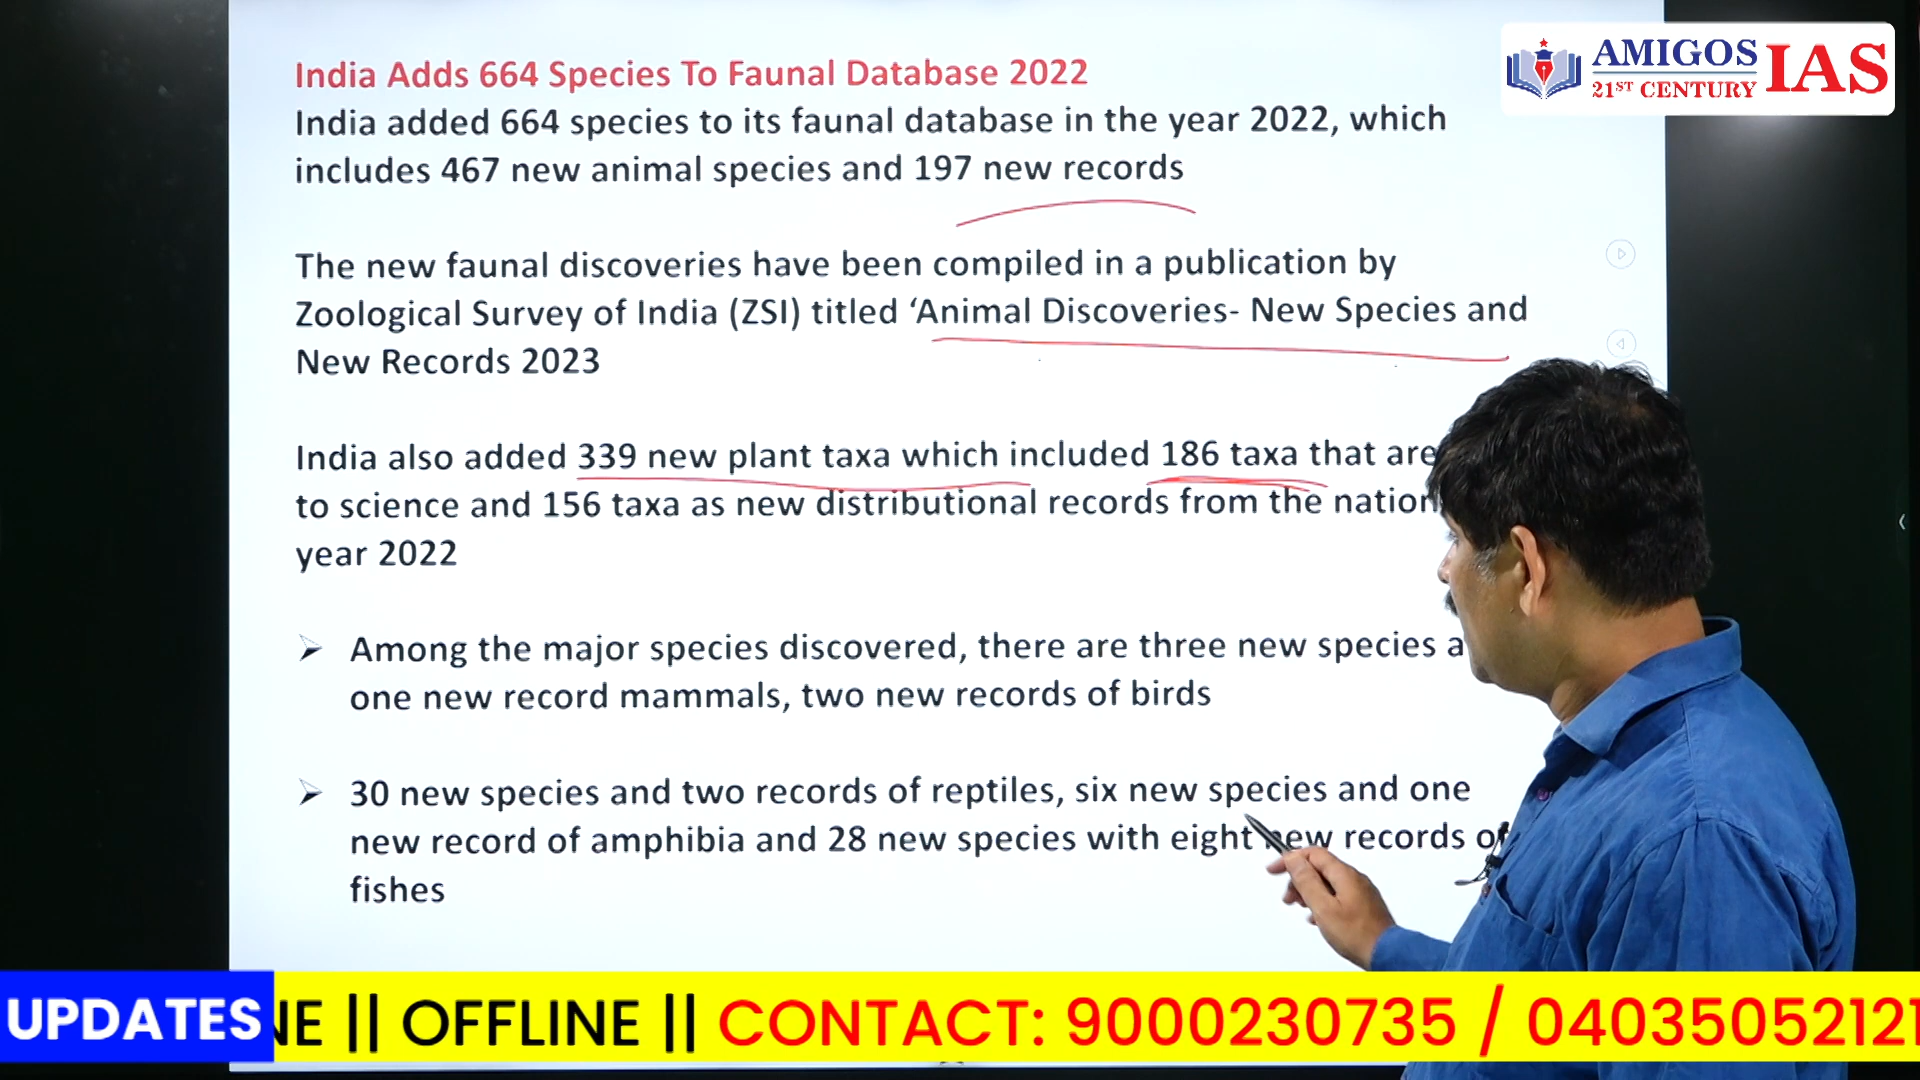 India Adds 664 Species To Faunal Database 2022
India added 664 species to its faunal database in the year 2022, which
includes 467 new animal species and 197 new records
The new faunal discoveries have been compiled in a publication by
Zoological Survey of India (ZSI) titled ‘Animal Discoveries- New Species and
New Records 2023
India also added 339 new plant taxa which included 186 taxa that are
to science and 156 taxa as new distributional records from the nation
year 2022
➢ Among the major species discovered, there are three new species
one new record mammals, two new records of birds
➢ 30 new species and two records of reptiles, six new species and one
new record of amphibia and 28 new species with eight new records of
fishes
AMIGOS IAS
21ST CENTURY
UPDATES
NE || OFFLINE || CONTACT: 9000230735 / 04035052121